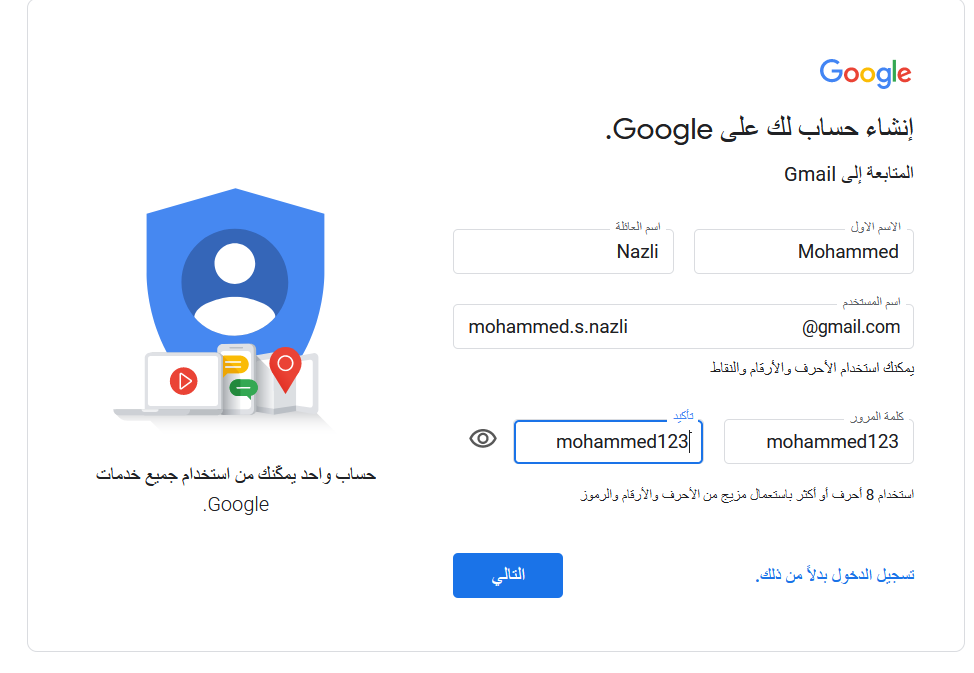 Google
إنشاء حساب لك على Google.
المتابعة إلى Gmail
الاسم الأول
اسم العائلة
Mohammed
Nazli
اسم المستخدم
mohammed.s.nazli
@gmail.com
يمكنك استخدام الأحرف والأرقام والنقاط
كلمة المرور
تأكيد
mohammed123
mohammed123
استخدام 8 أحرف أو أكثر باستعمال مزيج من الأحرف والأرقام والرموز
تسجيل الدخول بدلاً من ذلك.
التالي
حساب واحد يمكّنك من استخدام جميع خدمات
Google.